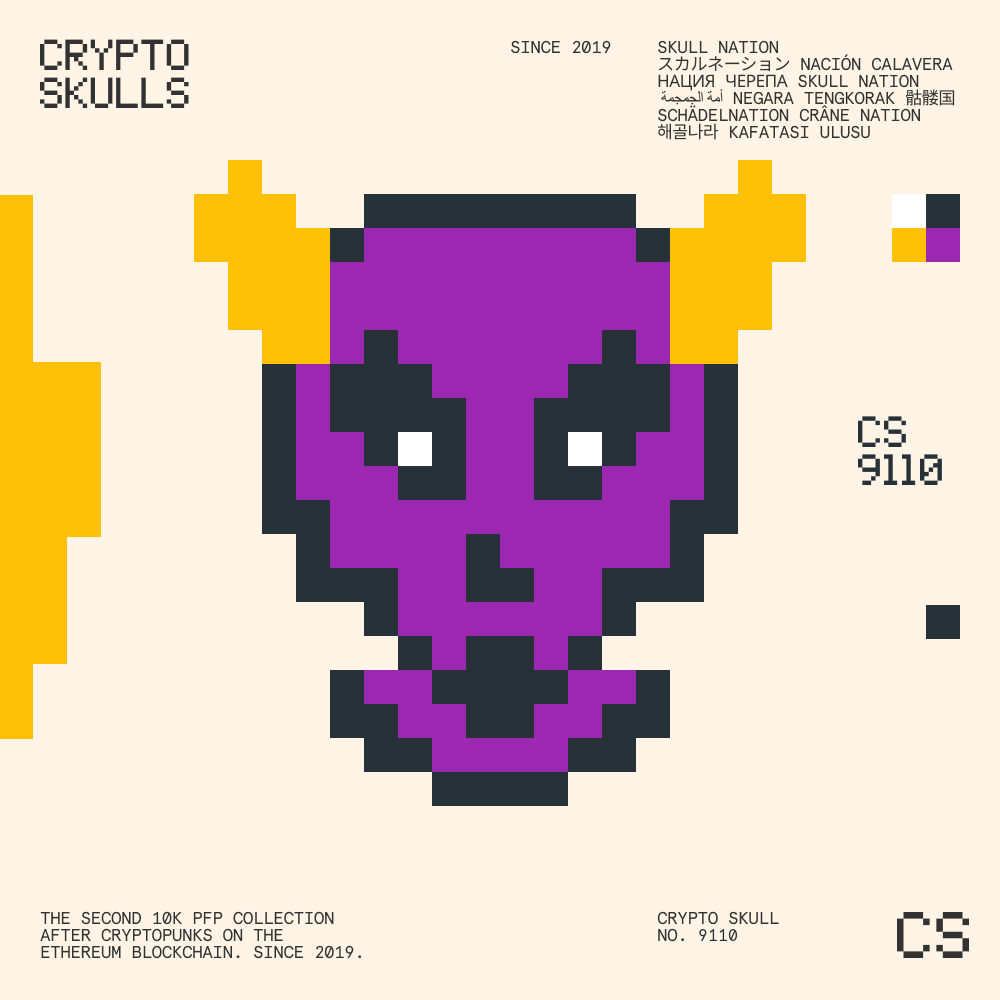 CRYPTO
SKULLS
SINCE 2019
SKULL NATION
スカルネーション NACIÓN CALAVERA
НАЦИЯ ЧЕРЕПА SKULL NATION
أمة الجمجمة NEGARA TENGKORAK 骷髅国
SCHÄDELNATION CRÂNE NATION
해골나라 KAFATASI ULUSU
CS
9110
THE SECOND 10K PFP COLLECTION
AFTER CRYPTOPUNKS ON THE
ETHEREUM BLOCKCHAIN. SINCE 2019.
CRYPTO SKULL
NO. 9110
CS